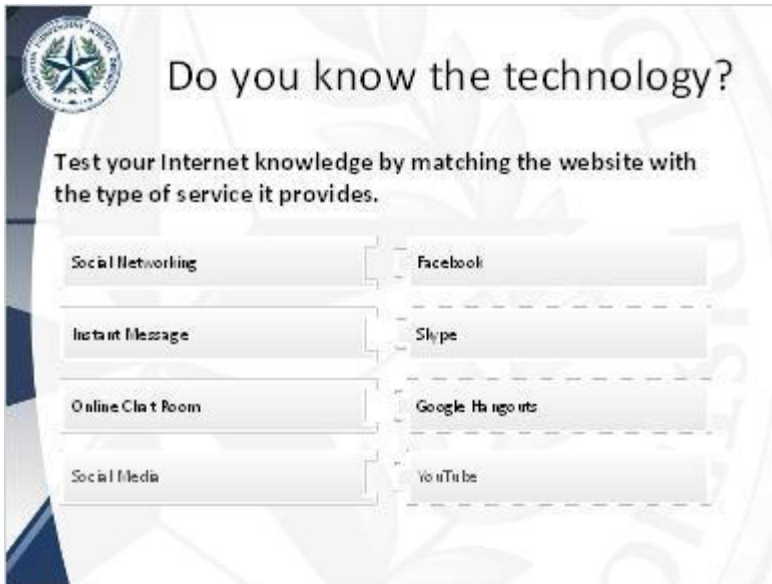 Do you know the technology?
Test your Internet knowledge by matching the website with
the type of service it provides.
Social Networking
Facebook
Instant Message
Skype
Online Chat Room
Google Hangouts
Social Media
YouTube